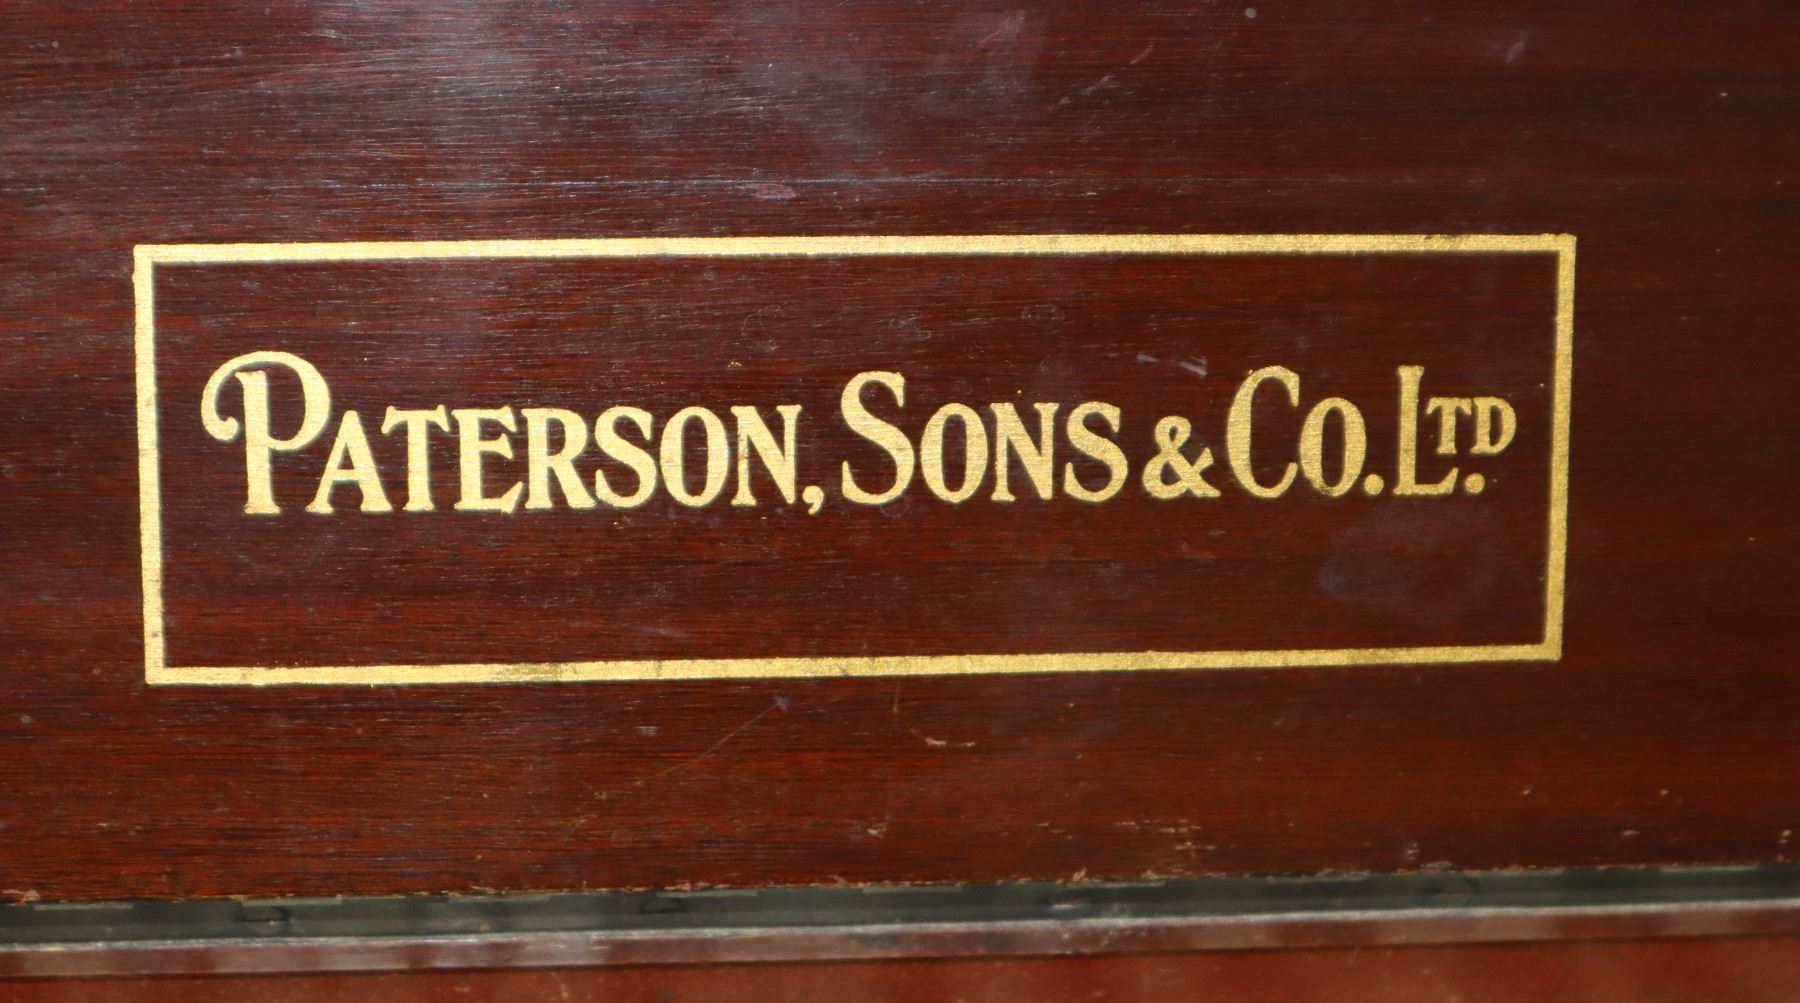 Paterson, Sons & Co. Ltd.